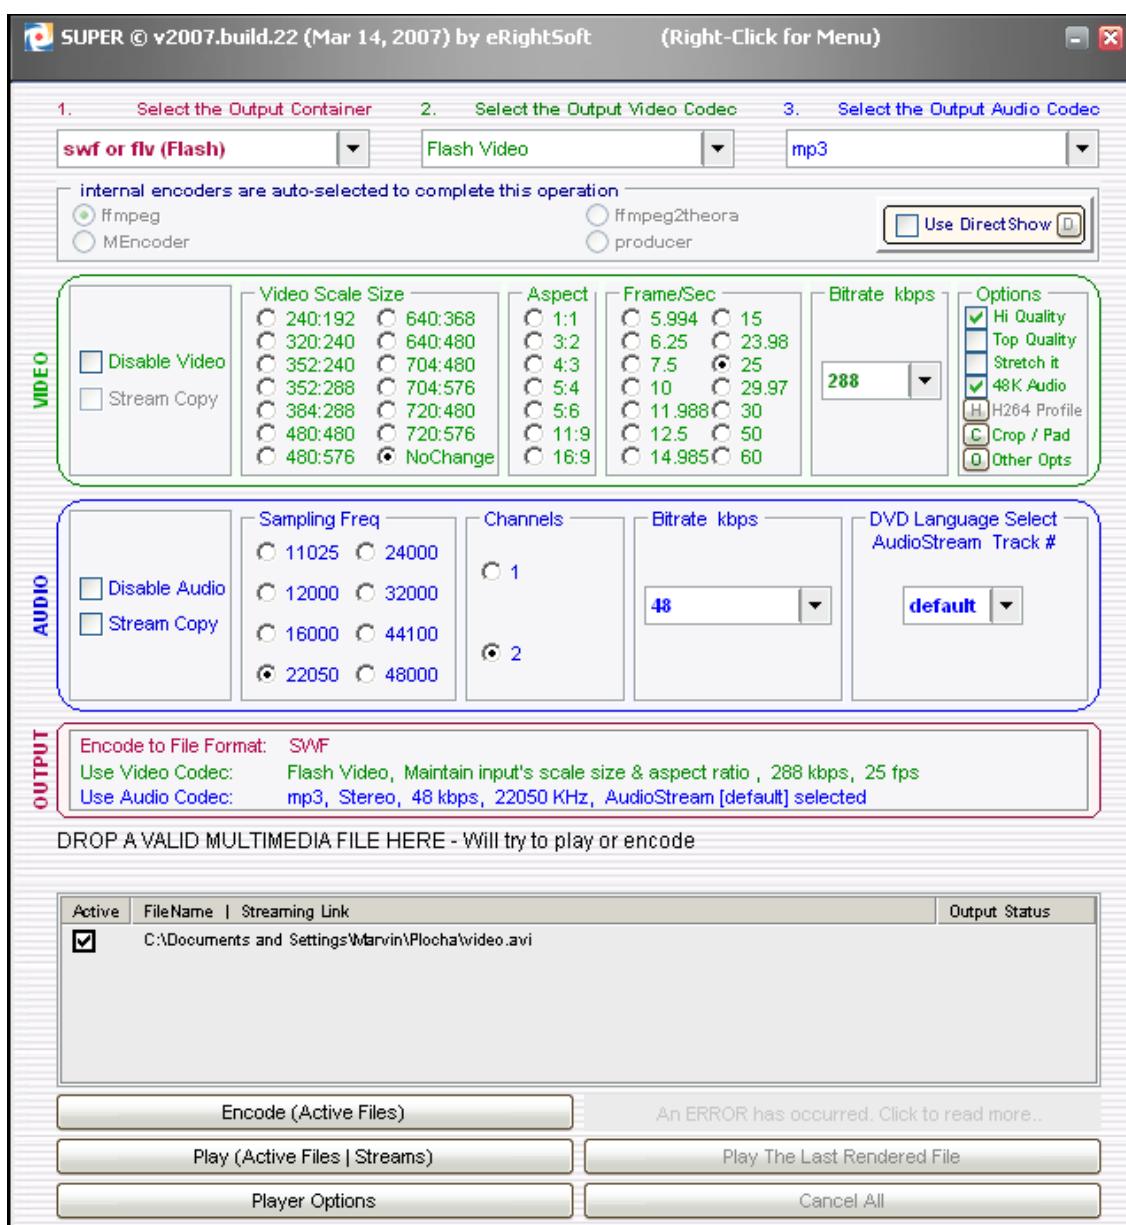 SUPER © v2007.build.22 (Mar 14, 2007) by eRightSoft (Right-Click for Menu)
1. Select the Output Container 2. Select the Output Video Codec 3. Select the Output Audio Codec
swf or flv (Flash) Flash Video mp3
internal encoders are auto-selected to complete this operation
ffmpeg ffmpeg2theora
MEncoder producer
Use DirectShow D
VIDEO
Disable Video
Stream Copy
Video Scale Size
240:192 640:368
320:240 640:480
352:240 704:480
352:288 704:576
384:288 720:480
480:480 720:576
480:576 NoChange
Aspect
1:1
3:2
4:3
5:4
5:6
11:9
16:9
Frame/Sec
5.994 15
6.25 23.98
7.5 25
10 29.97
11.988 30
12.5 50
14.985 60
Bitrate kbps
288
Options
Hi Quality
Top Quality
Stretch it
48K Audio
H H264 Profile
C Crop / Pad
O Other Opts
AUDIO
Disable Audio
Stream Copy
Sampling Freq
11025 24000
12000 32000
16000 44100
22050 48000
Channels
1
2
Bitrate kbps
48
DVD Language Select
AudioStream Track #
default
OUTPUT
Encode to File Format: SWF
Use Video Codec: Flash Video, Maintain input's scale size & aspect ratio , 288 kbps, 25 fps
Use Audio Codec: mp3, Stereo, 48 kbps, 22050 KHz, AudioStream [default] selected
DROP A VALID MULTIMEDIA FILE HERE - Will try to play or encode
Active FileName | Streaming Link Output Status
C:\Documents and Settings\Marvin\Plocha\video.avi
Encode (Active Files) An ERROR has occurred. Click to read more..
Play (Active Files | Streams) Play The Last Rendered File
Player Options Cancel All